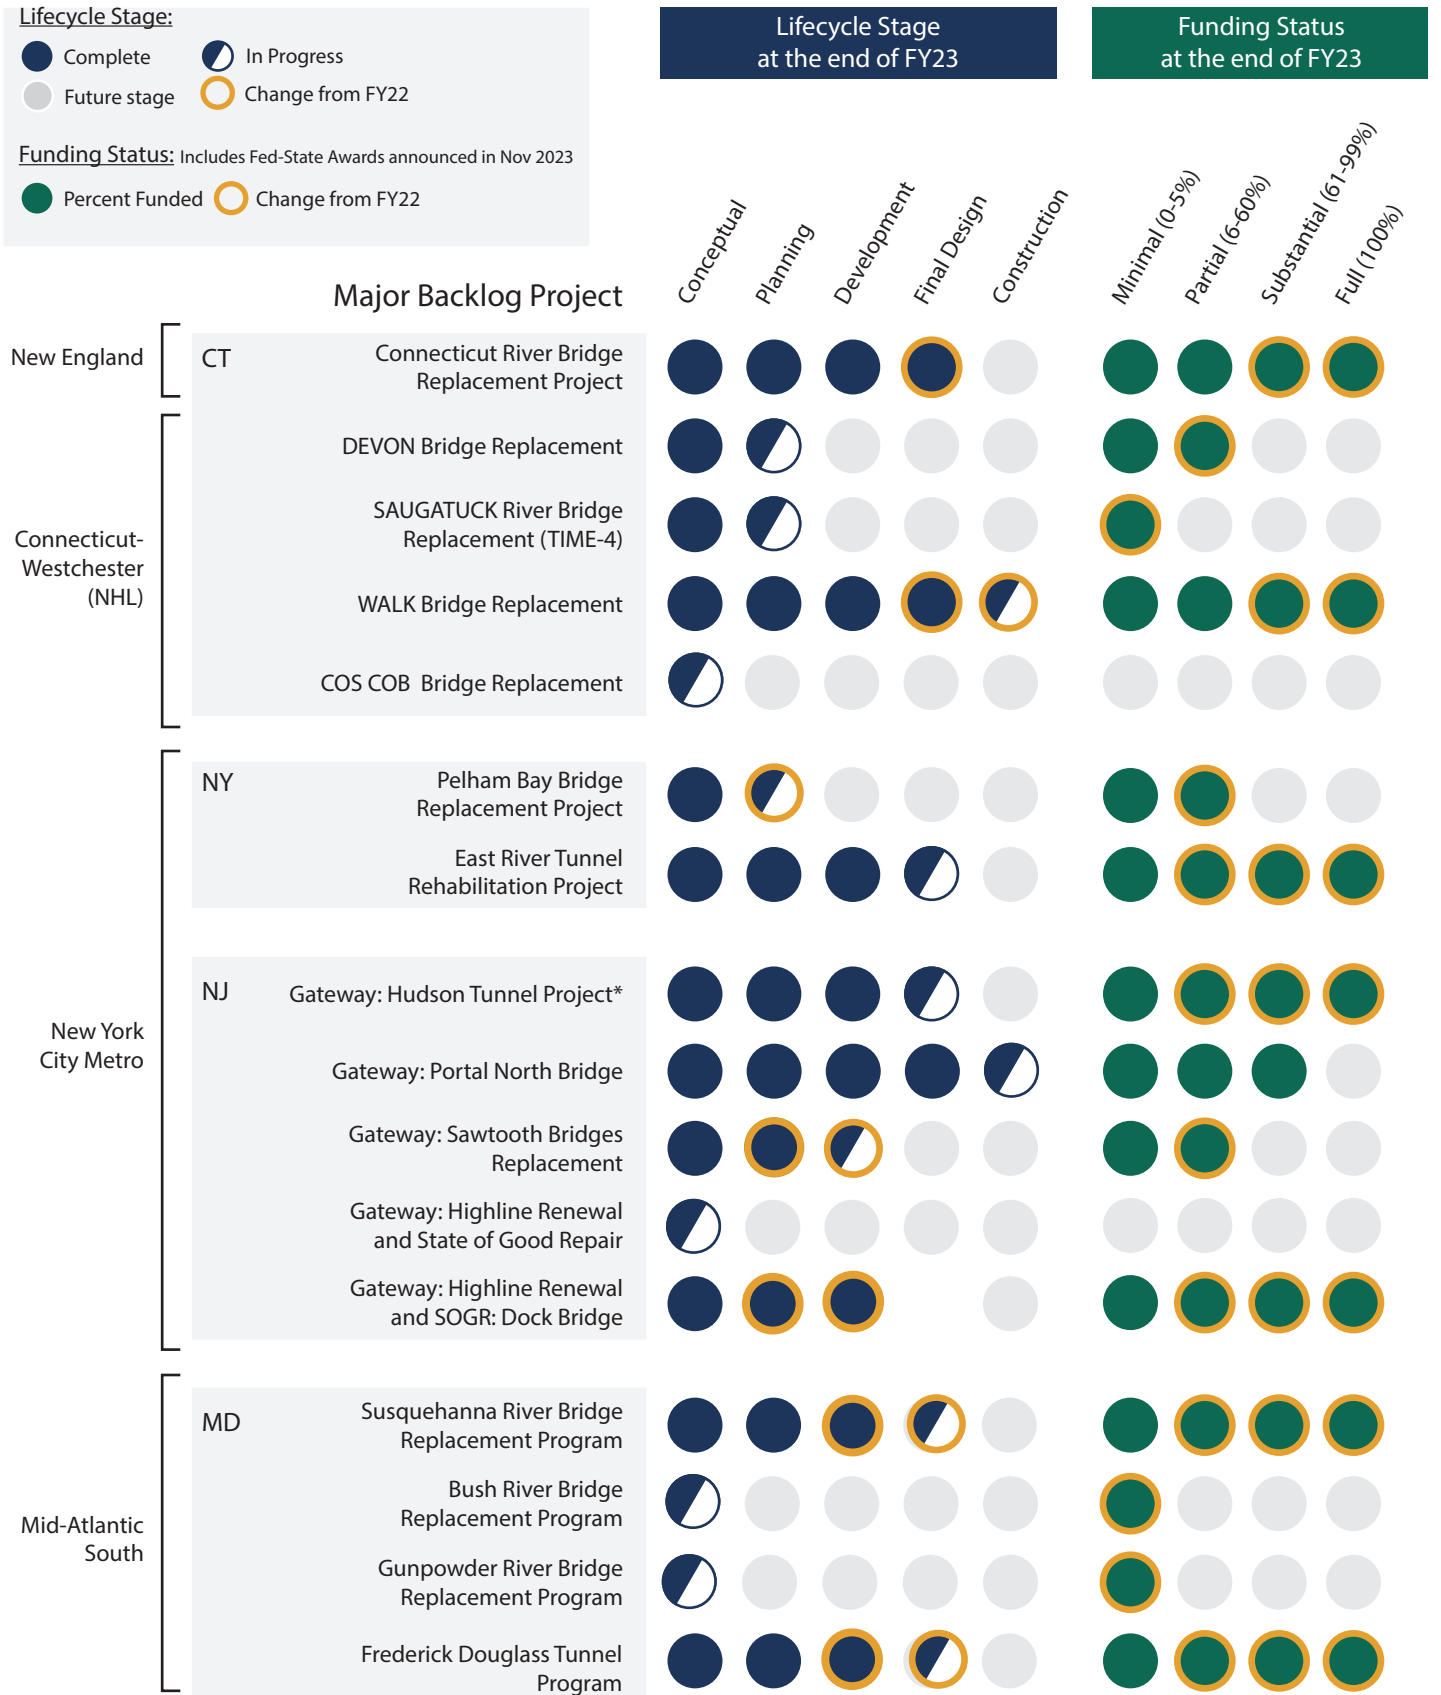 Lifecycle Stage:
Complete
In Progress
Future stage
Change from FY22
Funding Status: Includes Fed-State Awards announced in Nov 2023
Percent Funded
Change from FY22
Lifecycle Stage
at the end of FY23
Funding Status
at the end of FY23
Major Backlog Project
Conceptual
Planning
Development
Final Design
Construction
Minimal (0-5%)
Partial (6-60%)
Substantial (61-99%)
Full (100%)
New England
CT
Connecticut River Bridge
Replacement Project
Connecticut-
Westchester
(NHL)
DEVON Bridge Replacement
SAUGATUCK River Bridge
Replacement (TIME-4)
WALK Bridge Replacement
COS COB Bridge Replacement
New York
City Metro
NY
Pelham Bay Bridge
Replacement Project
East River Tunnel
Rehabilitation Project
NJ
Gateway: Hudson Tunnel Project*
Gateway: Portal North Bridge
Gateway: Sawtooth Bridges
Replacement
Gateway: Highline Renewal
and State of Good Repair
Gateway: Highline Renewal
and SOGR: Dock Bridge
Mid-Atlantic
South
MD
Susquehanna River Bridge
Replacement Program
Bush River Bridge
Replacement Program
Gunpowder River Bridge
Replacement Program
Frederick Douglass Tunnel
Program